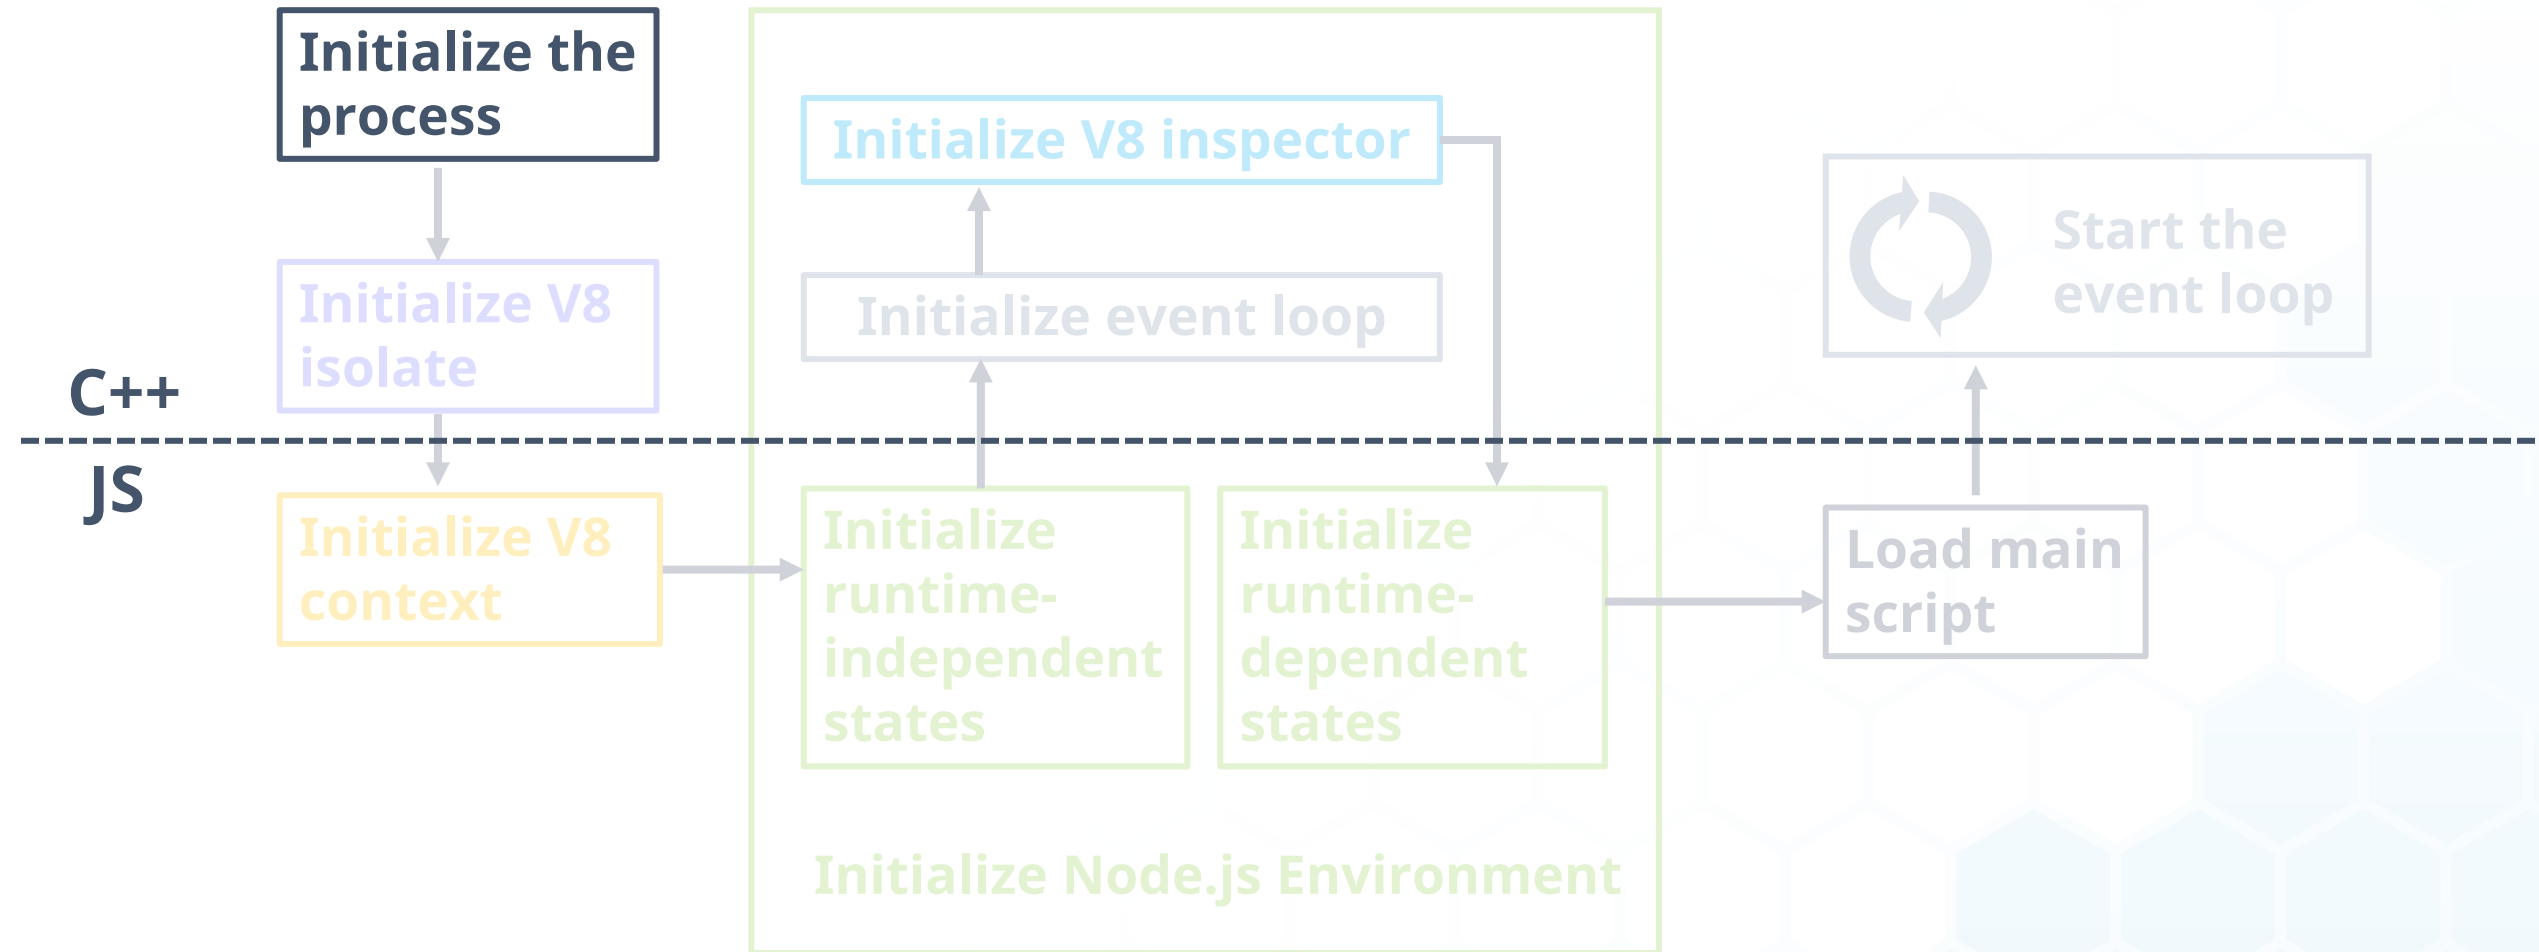 Initialize the
process
Initialize V8
isolate
C++
JS
Initialize V8
context
Initialize V8 inspector
Initialize event loop
Initialize
runtime-
independent
states
Initialize
runtime-
dependent
states
Initialize Node.js Environment
Start the
event loop
Load main
script